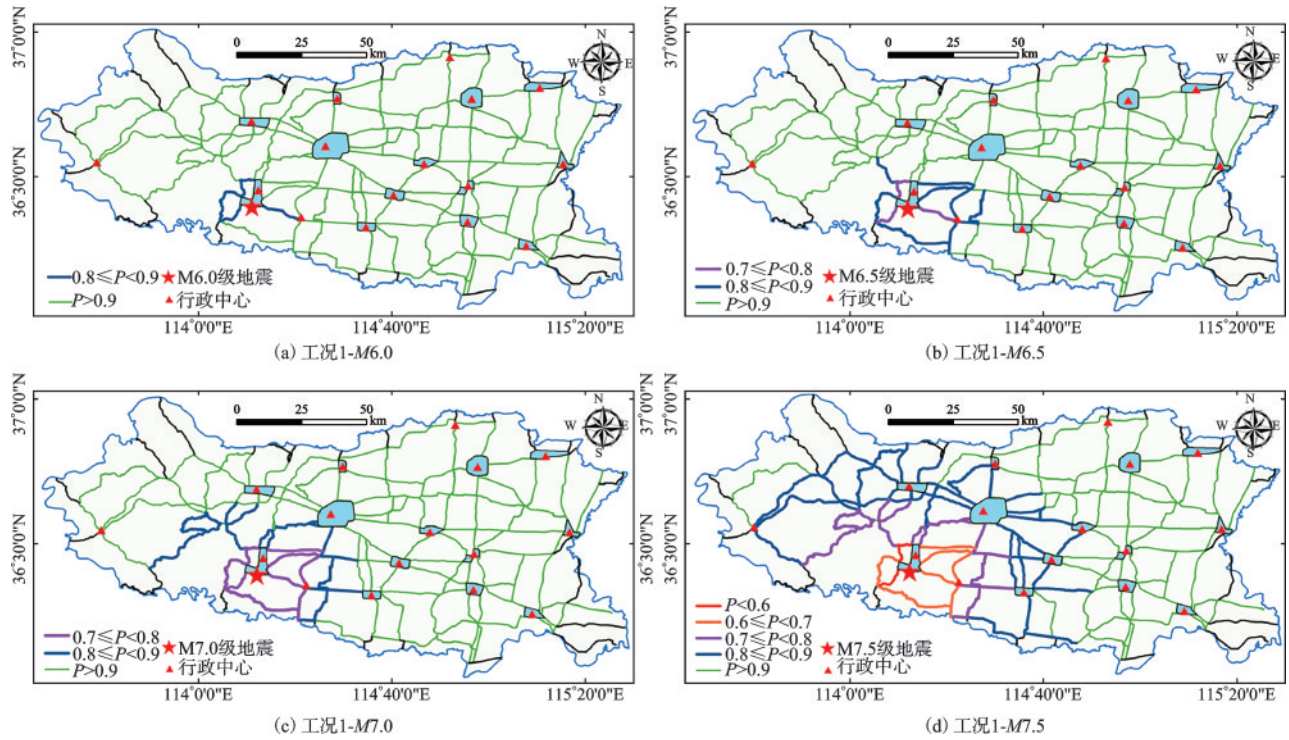 37°0′0″N
36°30′0″N
0 25 50
km
N
W E
S
0.8≤P<0.9 ★M6.0级地震
P>0.9 ▲行政中心
114°0′0″E 114°40′0″E 115°20′0″E
(a) 工况1-M6.0
37°0′0″N
36°30′0″N
0 25 50
km
N
W E
S
0.7≤P<0.8
0.8≤P<0.9 ★M6.5级地震
P>0.9 ▲行政中心
114°0′0″E 114°40′0″E 115°20′0″E
(b) 工况1-M6.5
37°0′0″N
36°30′0″N
0 25 50
km
N
W E
S
0.7≤P<0.8
0.8≤P<0.9 ★M7.0级地震
P>0.9 ▲行政中心
114°0′0″E 114°40′0″E 115°20′0″E
(c) 工况1-M7.0
37°0′0″N
36°30′0″N
0 25 50
km
N
W E
S
P<0.6
0.6≤P<0.7
0.7≤P<0.8
0.8≤P<0.9 ★M7.5级地震
P>0.9 ▲行政中心
114°0′0″E 114°40′0″E 115°20′0″E
(d) 工况1-M7.5